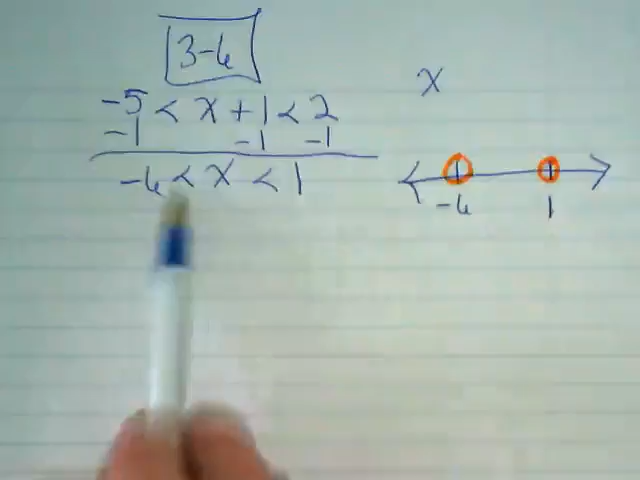 3-6
x
-5 < x + 1 < 2
-1 -1 -1
-6 < x < 1
-6 1